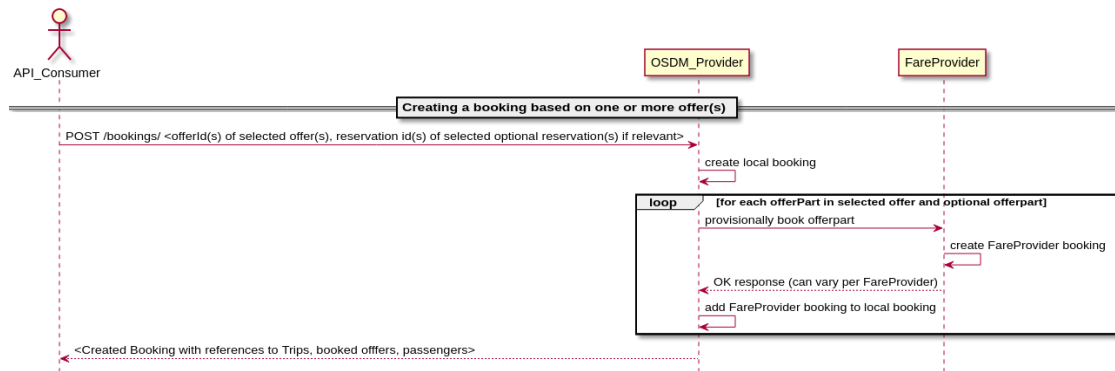 API_Consumer
OSDM_Provider
FareProvider
Creating a booking based on one or more offer(s)
POST /bookings/ <offerId(s) of selected offer(s), reservation id(s) of selected optional reservation(s) if relevant>
create local booking
loop
[for each offerPart in selected offer and optional offerpart]
provisionally book offerpart
create FareProvider booking
OK response (can vary per FareProvider)
add FareProvider booking to local booking
<Created Booking with references to Trips, booked offfers, passengers>